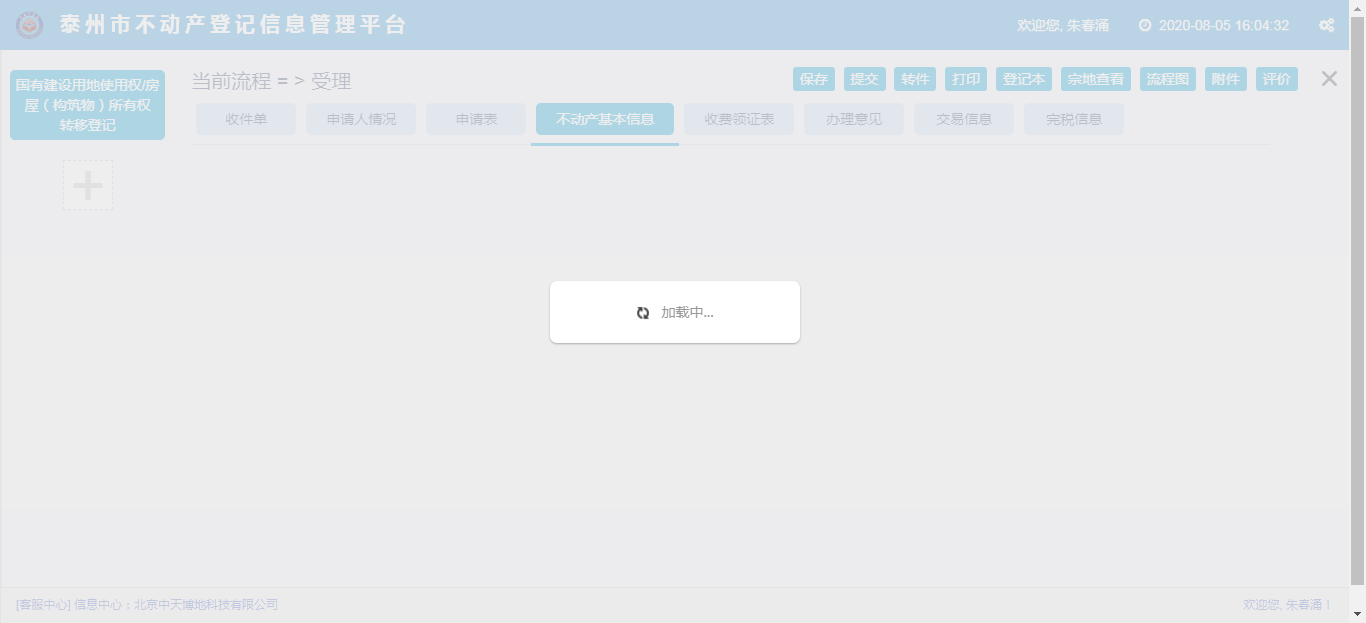 泰州市不动产登记信息管理平台
欢迎您, 朱春涌
2020-08-05 16:04:32
国有建设用地使用权/房
屋（构筑物）所有权
转移登记
当前流程 = > 受理
保存 提交 转件 打印 登记本 宗地查看 流程图 附件 评价
收件单 申请人情况 申请表 不动产基本信息 收费领证表 办理意见 交易信息 完税信息
加载中...
[客服中心] 信息中心：北京中天博地科技有限公司
欢迎您, 朱春涌！